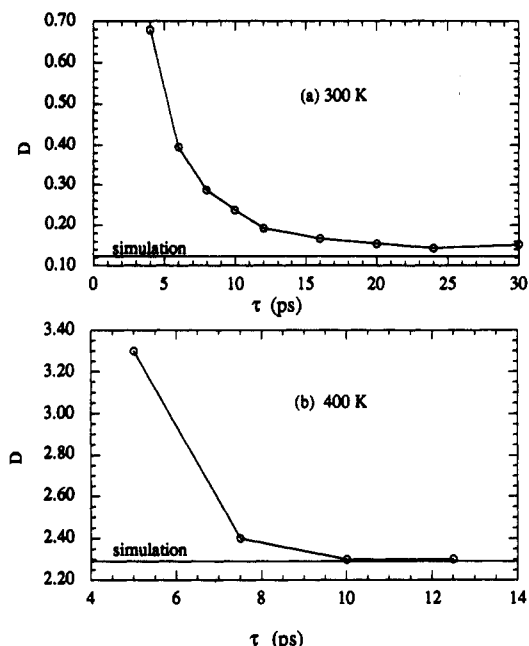 0.70
0.60
0.50
0.40
0.30
0.20
0.10
D
(a) 300 K
simulation
0 5 10 15 20 25 30
τ (ps)
3.40
3.20
3.00
2.80
2.60
2.40
2.20
D
(b) 400 K
simulation
4 6 8 10 12 14
τ (ps)